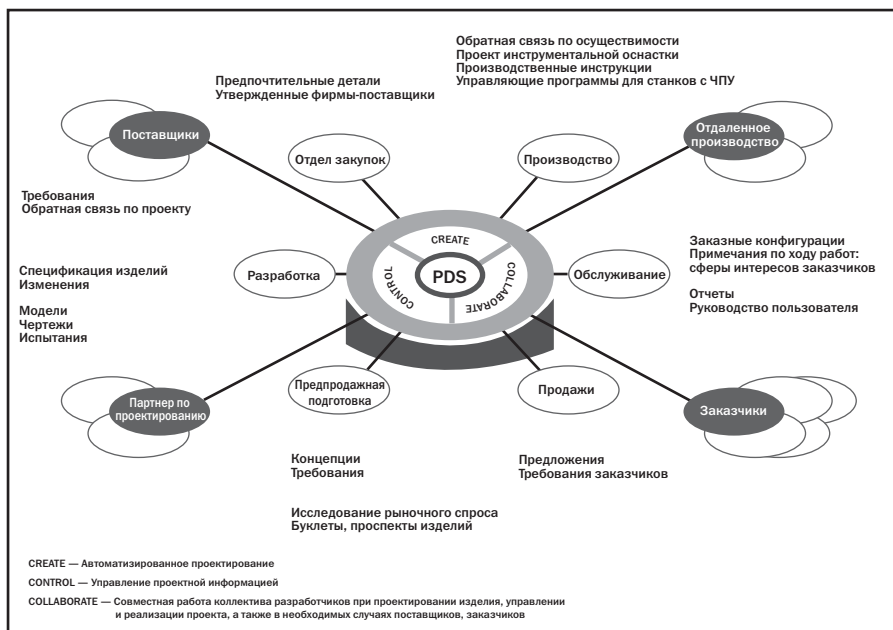 Обратная связь по осуществимости
Проект инструментальной оснастки
Производственные инструкции
Управляющие программы для станков с ЧПУ
Предпочтительные детали
Утвержденные фирмы-поставщики
Поставщики
Отдел закупок
Производство
Отдаленное
производство
Требования
Обратная связь по проекту
CREATE
Заказные конфигурации
Примечания по ходу работ:
сферы интересов заказчиков
Спецификация изделий
Изменения
Разработка
CONTROL
PDS
COLLABORATE
Обслуживание
Отчеты
Руководство пользователя
Модели
Чертежи
Испытания
Партнер по
проектированию
Предпродажная
подготовка
Продажи
Заказчики
Концепции
Требования
Предложения
Требования заказчиков
Исследование рыночного спроса
Буклеты, проспекты изделий
CREATE — Автоматизированное проектирование
CONTROL — Управление проектной информацией
COLLABORATE — Совместная работа коллектива разработчиков при проектировании изделия, управлении
и реализации проекта, а также в необходимых случаях поставщиков, заказчиков